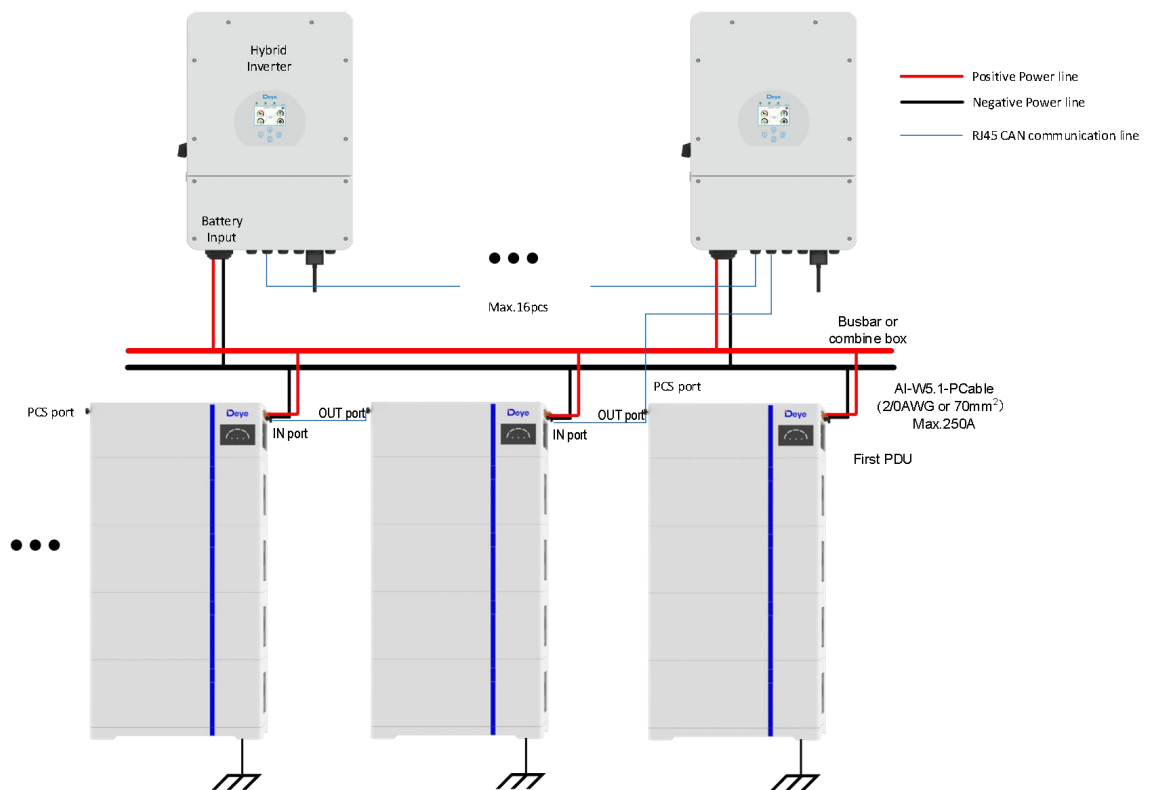 Hybrid
Inverter
Deye
Battery
Input
Deye
Positive Power line
Negative Power line
RJ45 CAN communication line
Max.16pcs
Busbar or
combine box
PCS port
AI-W5.1-PCable
(2/0AWG or 70mm²)
Max.250A
First PDU
PCS port
Deye
IN port
OUT port
Deye
IN port
OUT port
Deye